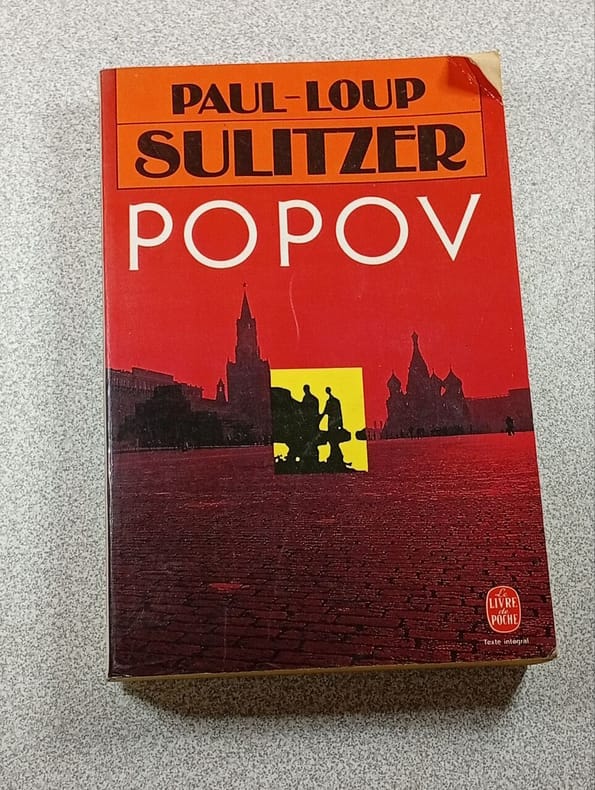 PAUL-LOUP
SULITZER
POPOV
Le
LIVRE
de
POCHE
Texte intégral